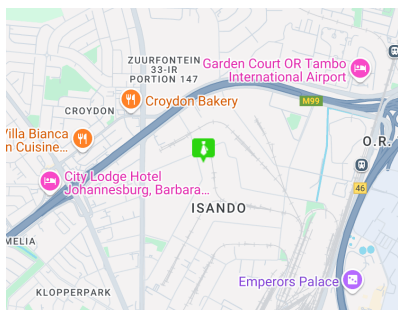 ZUURFONTEIN
33-IR
PORTION 147
Garden Court OR Tambo
International Airport
M99
CROYDON
Croydon Bakery
Villa Bianca
n Cuisine...
O.R.
City Lodge Hotel
Johannesburg, Barbara...
46
ISANDO
MELIA
Emperors Palace
KLOPPERPARK